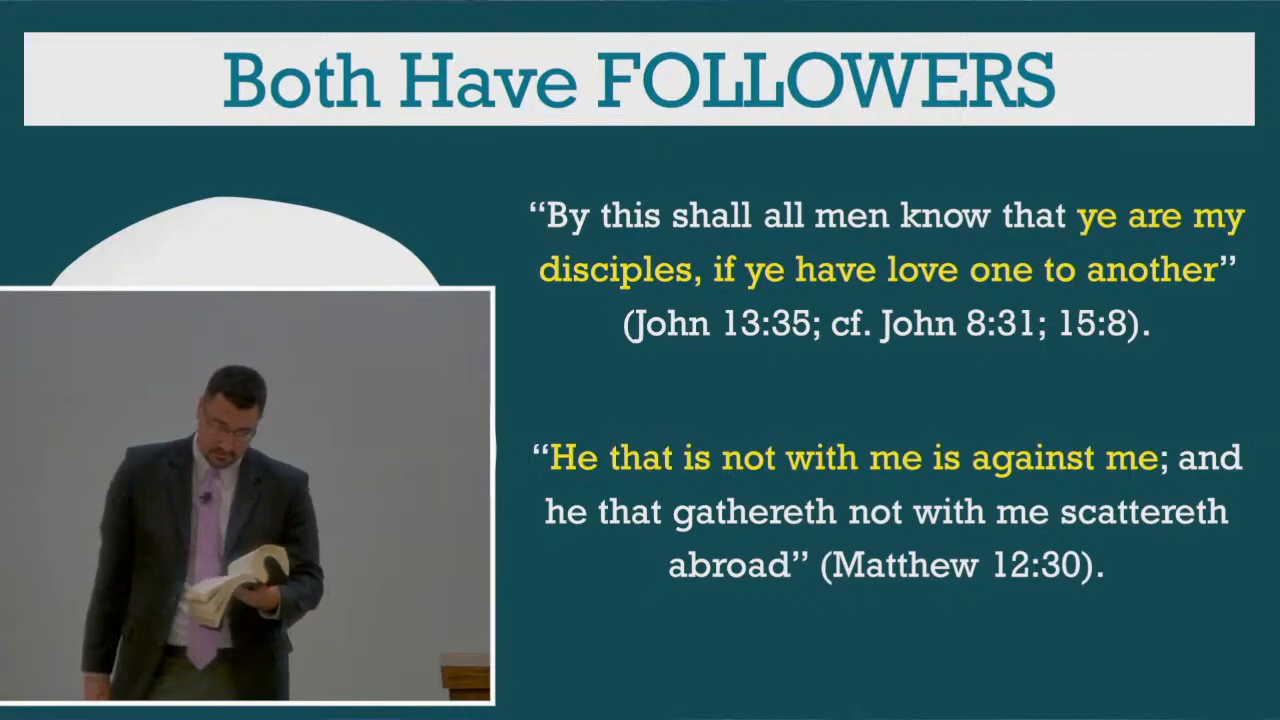 Both Have FOLLOWERS
“By this shall all men know that ye are my
disciples, if ye have love one to another”
(John 13:35; cf. John 8:31; 15:8).
“He that is not with me is against me; and
he that gathereth not with me scattereth
abroad” (Matthew 12:30).